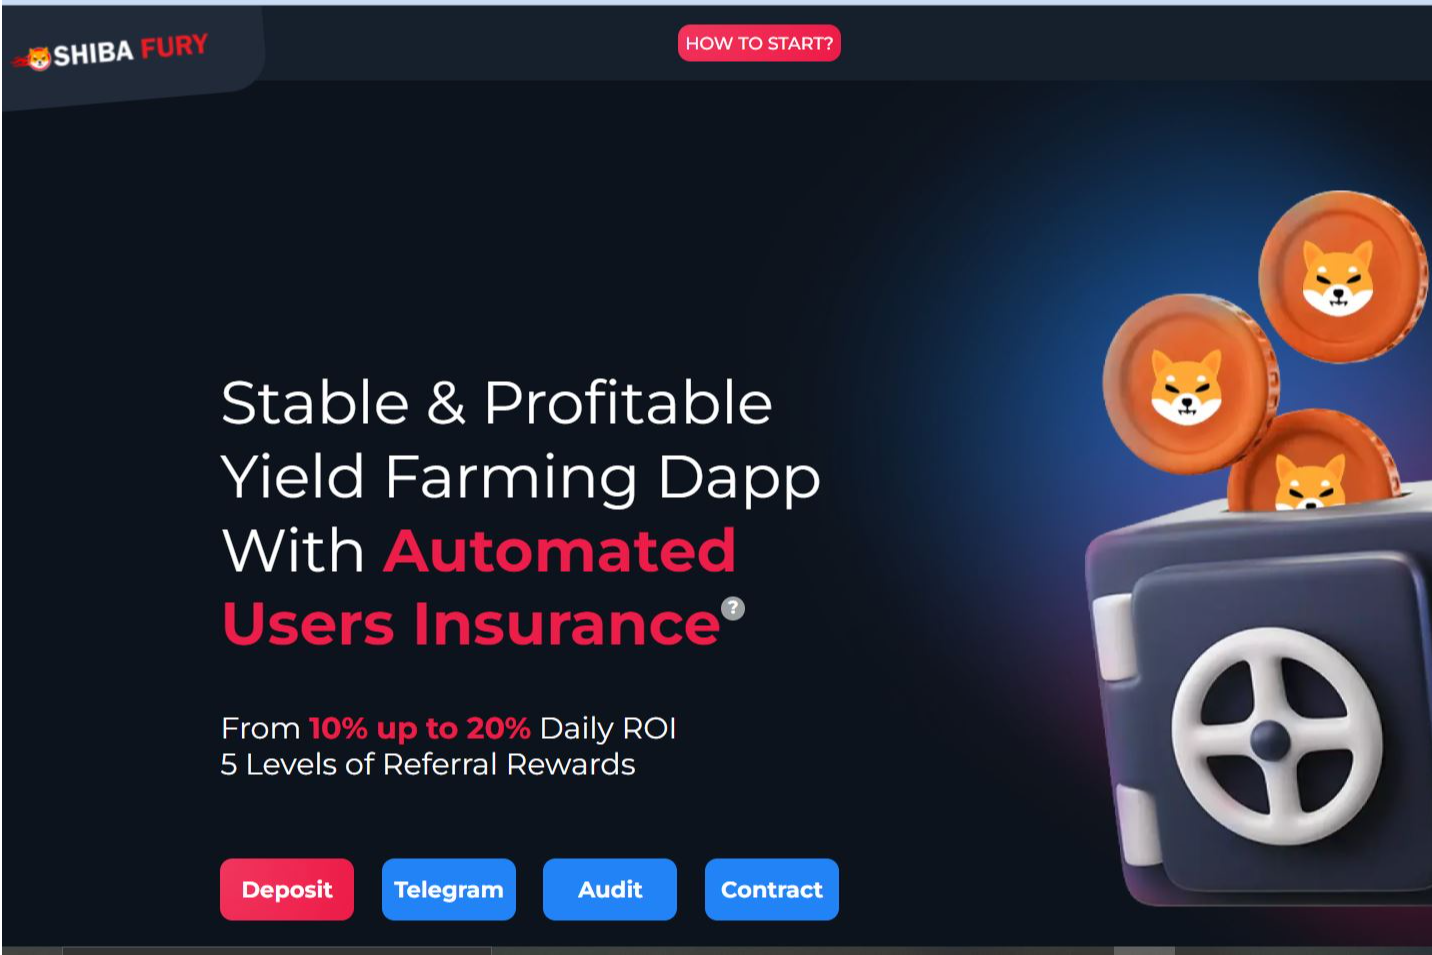 SHIBA FURY
HOW TO START?
Stable & Profitable
Yield Farming Dapp
With Automated
Users Insurance
?
From 10% up to 20% Daily ROI
5 Levels of Referral Rewards
Deposit
Telegram
Audit
Contract